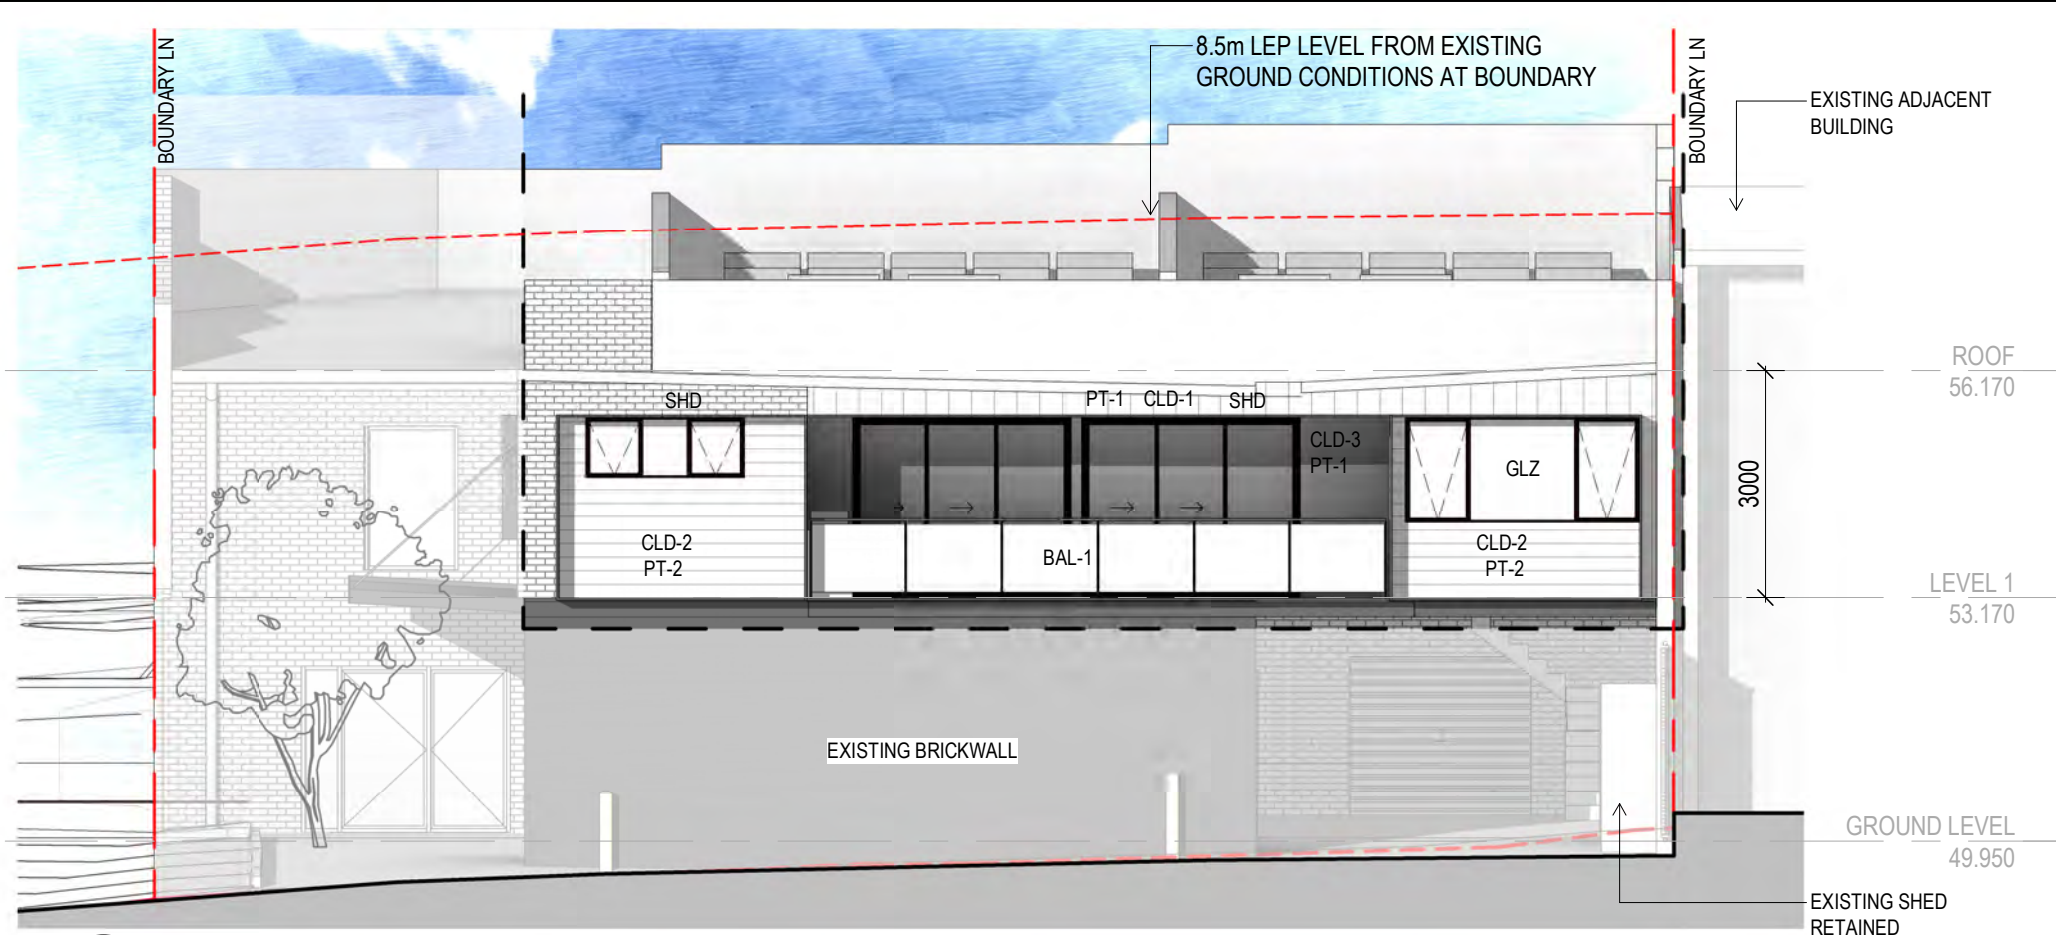 BOUNDARY LN
8.5m LEP LEVEL FROM EXISTING
GROUND CONDITIONS AT BOUNDARY
BOUNDARY LN
EXISTING ADJACENT
BUILDING
ROOF
56.170
SHD
PT-1 CLD-1 SHD
CLD-3
PT-1
GLZ
3000
CLD-2
PT-2
BAL-1
CLD-2
PT-2
LEVEL 1
53.170
EXISTING BRICKWALL
GROUND LEVEL
49.950
EXISTING SHED
RETAINED